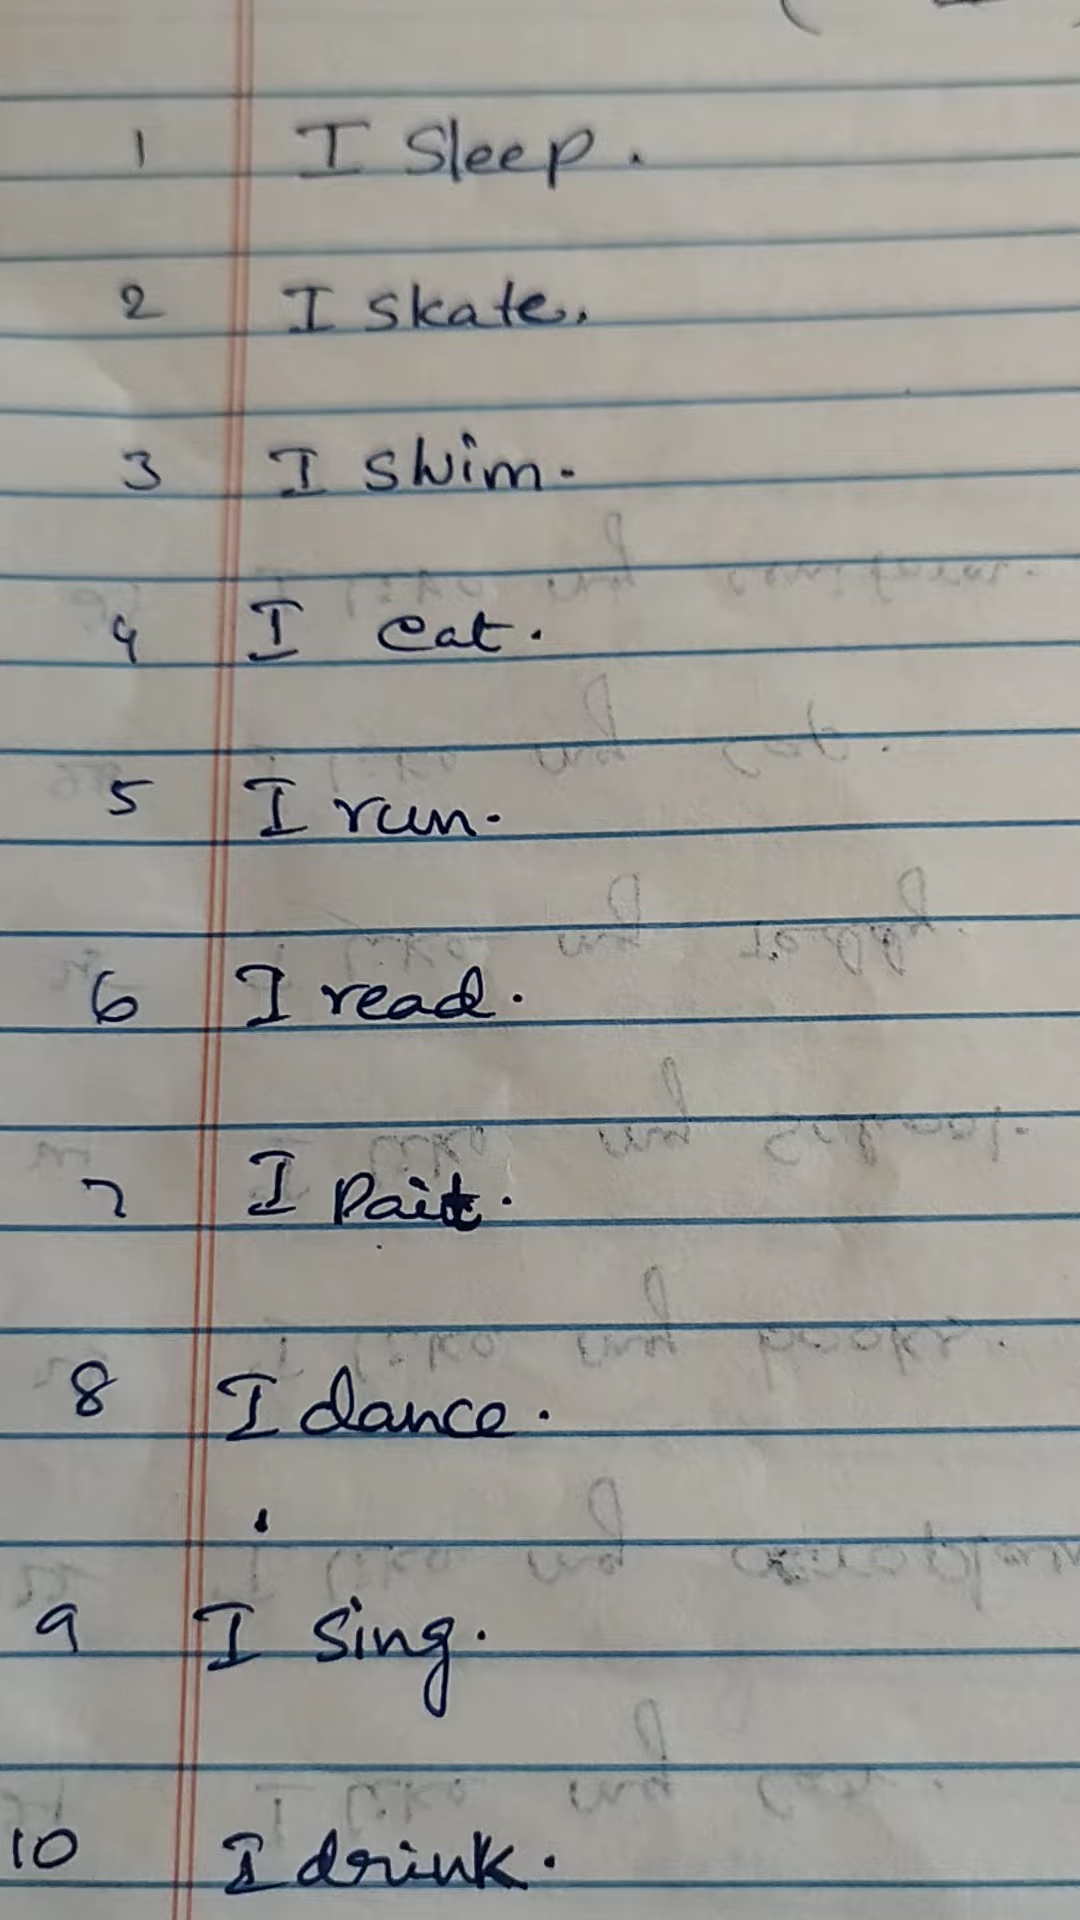 1 I Sleep.
2 I skate.
3 I swim.
4 I eat.
5 I run.
6 I read.
7 I Pait.
8 I dance.
9 I sing.
10 I drink.